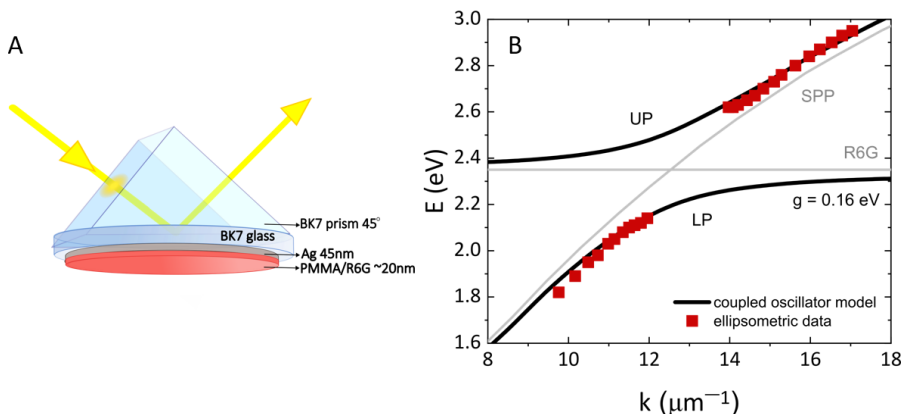 A
BK7 prism 45°
BK7 glass
Ag 45nm
PMMA/R6G ~20nm
B
3.0
2.8
2.6
2.4
2.2
2.0
1.8
1.6
E (eV)
UP
SPP
R6G
g = 0.16 eV
LP
coupled oscillator model
ellipsometric data
8 10 12 14 16 18
k (μm⁻¹)